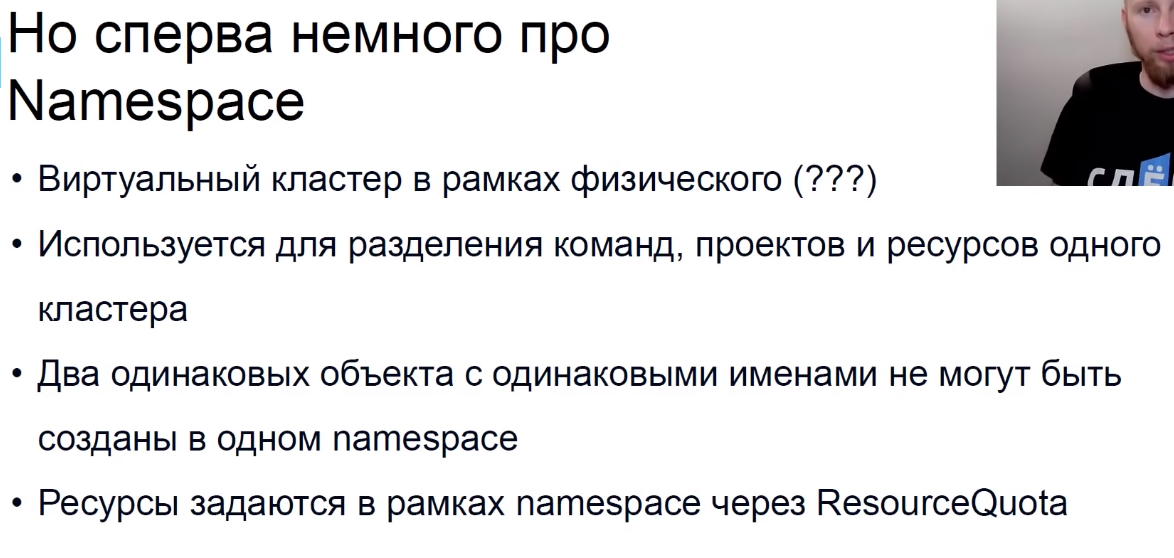 Но сперва немного про
Namespace
• Виртуальный кластер в рамках физического (???)
• Используется для разделения команд, проектов и ресурсов одного
кластера
• Два одинаковых объекта с одинаковыми именами не могут быть
созданы в одном namespace
• Ресурсы задаются в рамках namespace через ResourceQuota